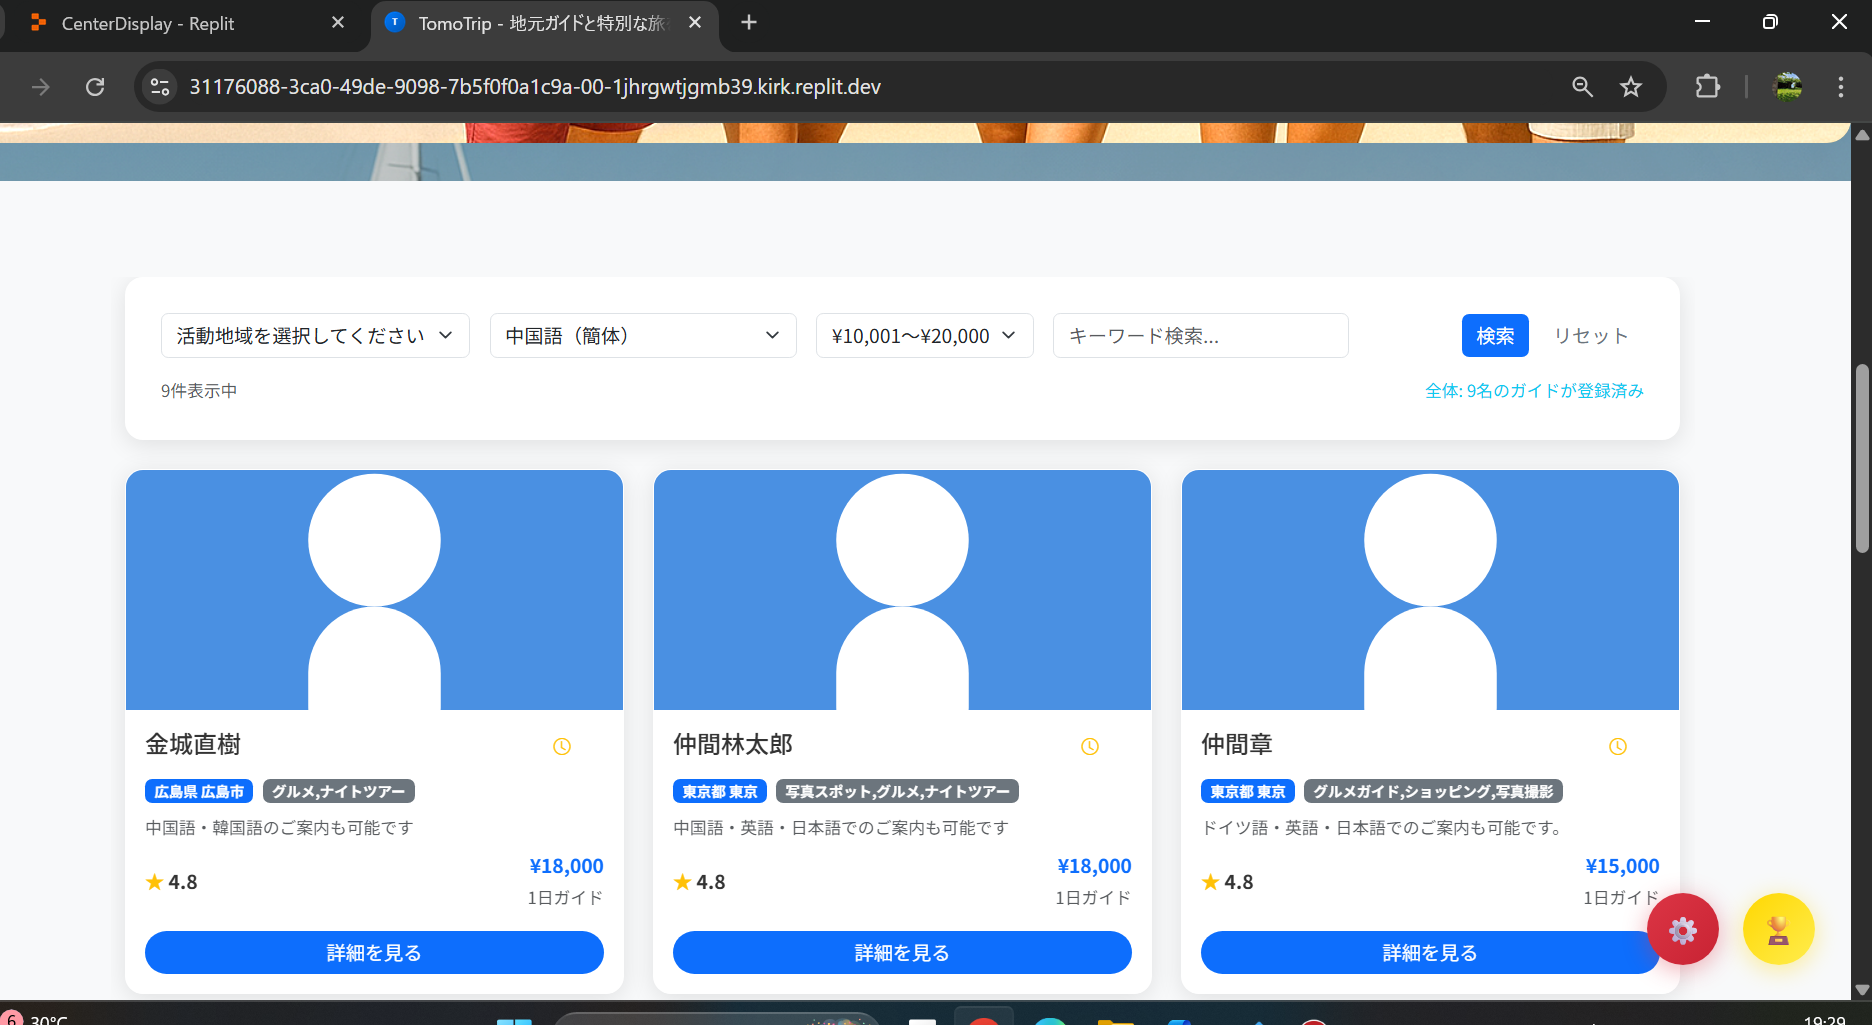 CenterDisplay - Replit
TomoTrip - 地元ガイドと特別な旅
31176088-3ca0-49de-9098-7b5f0f0a1c9a-00-1jhrgwtjgmb39.kirk.replit.dev
活動地域を選択してください
中国語（簡体）
¥10,001〜¥20,000
キーワード検索...
検索
リセット
9件表示中
全体: 9名のガイドが登録済み
金城直樹
広島県 広島市
グルメ,ナイトツアー
中国語・韓国語のご案内も可能です
4.8
¥18,000
1日ガイド
詳細を見る
仲間林太郎
東京都 東京
写真スポット,グルメ,ナイトツアー
中国語・英語・日本語でのご案内も可能です
4.8
¥18,000
1日ガイド
詳細を見る
仲間章
東京都 東京
グルメガイド,ショッピング,写真撮影
ドイツ語・英語・日本語でのご案内も可能です。
4.8
¥15,000
1日ガイド
詳細を見る
6
30°C
19:29